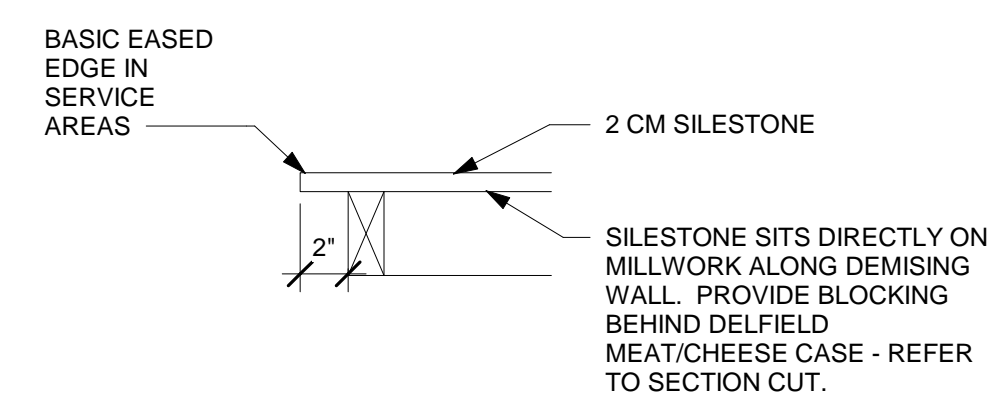 BASIC EASED
EDGE IN
SERVICE
AREAS
2 CM SILESTONE
2"
SILESTONE SITS DIRECTLY ON
MILLWORK ALONG DEMISING
WALL.  PROVIDE BLOCKING
BEHIND DELFIELD
MEAT/CHEESE CASE - REFER
TO SECTION CUT.